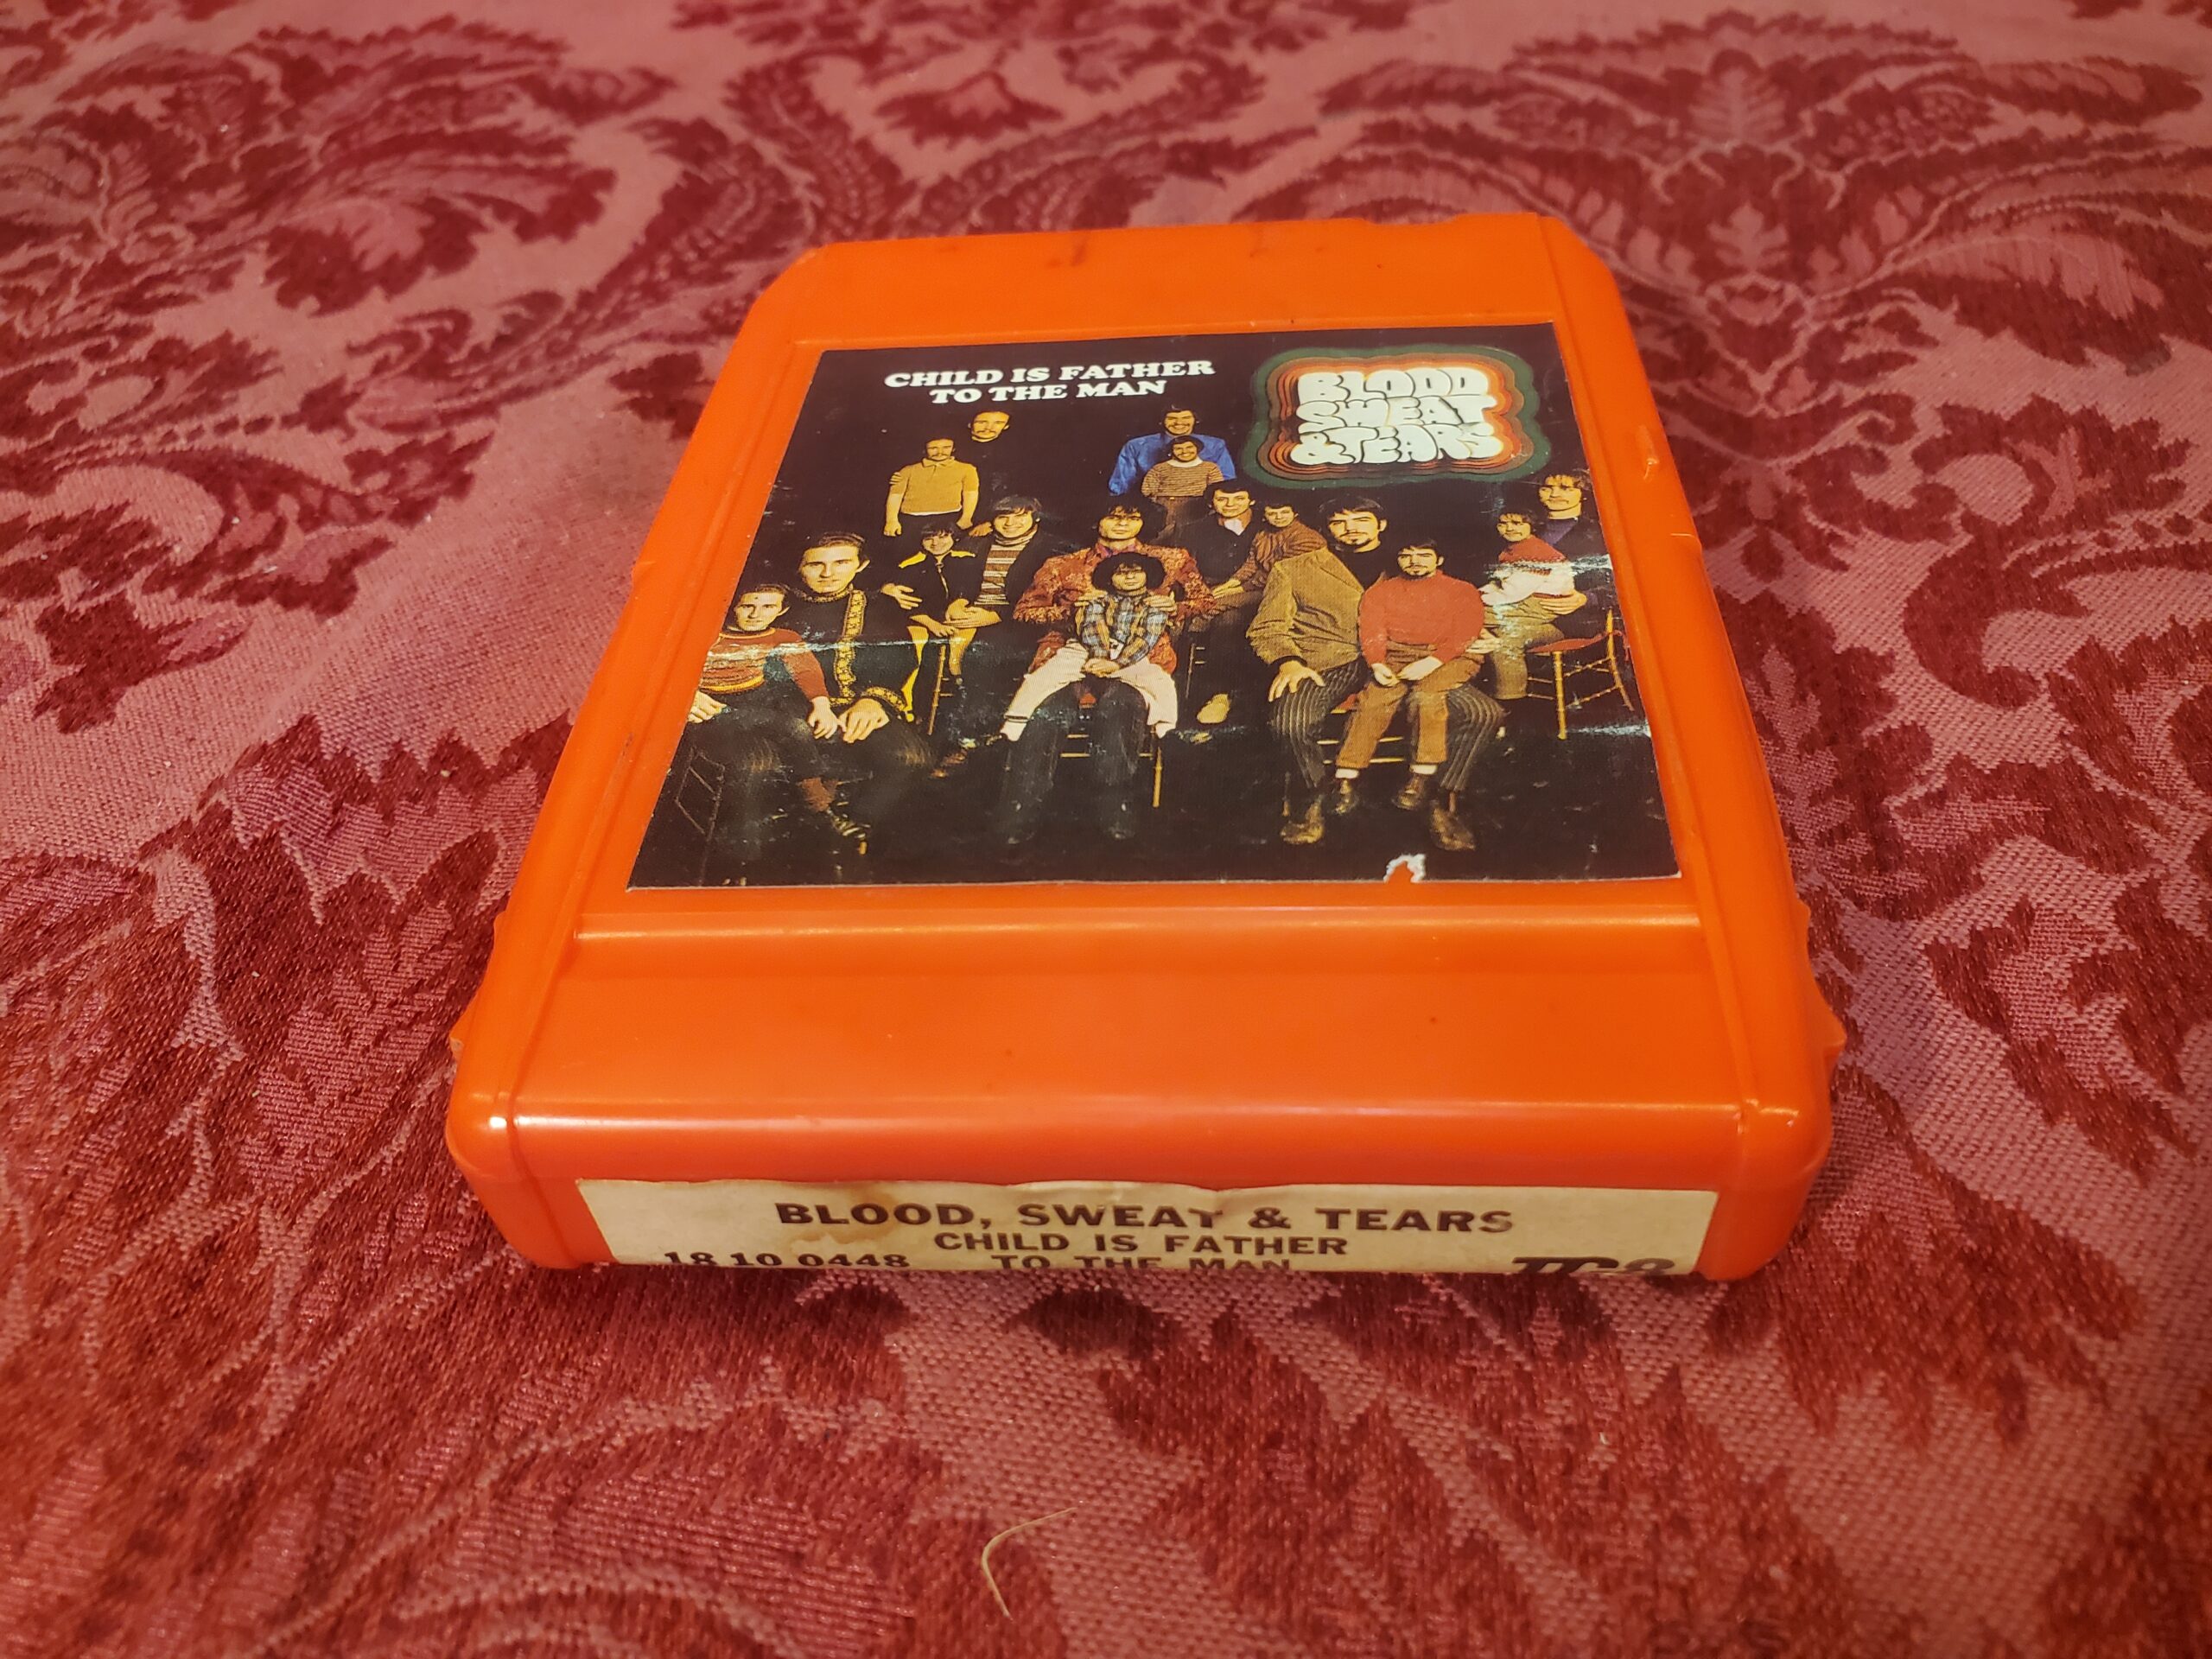 CHILD IS FATHER
TO THE MAN
BLOOD
SWEAT
& TEARS
BLOOD, SWEAT & TEARS
CHILD IS FATHER
18 10 0448 TO THE MAN TC8